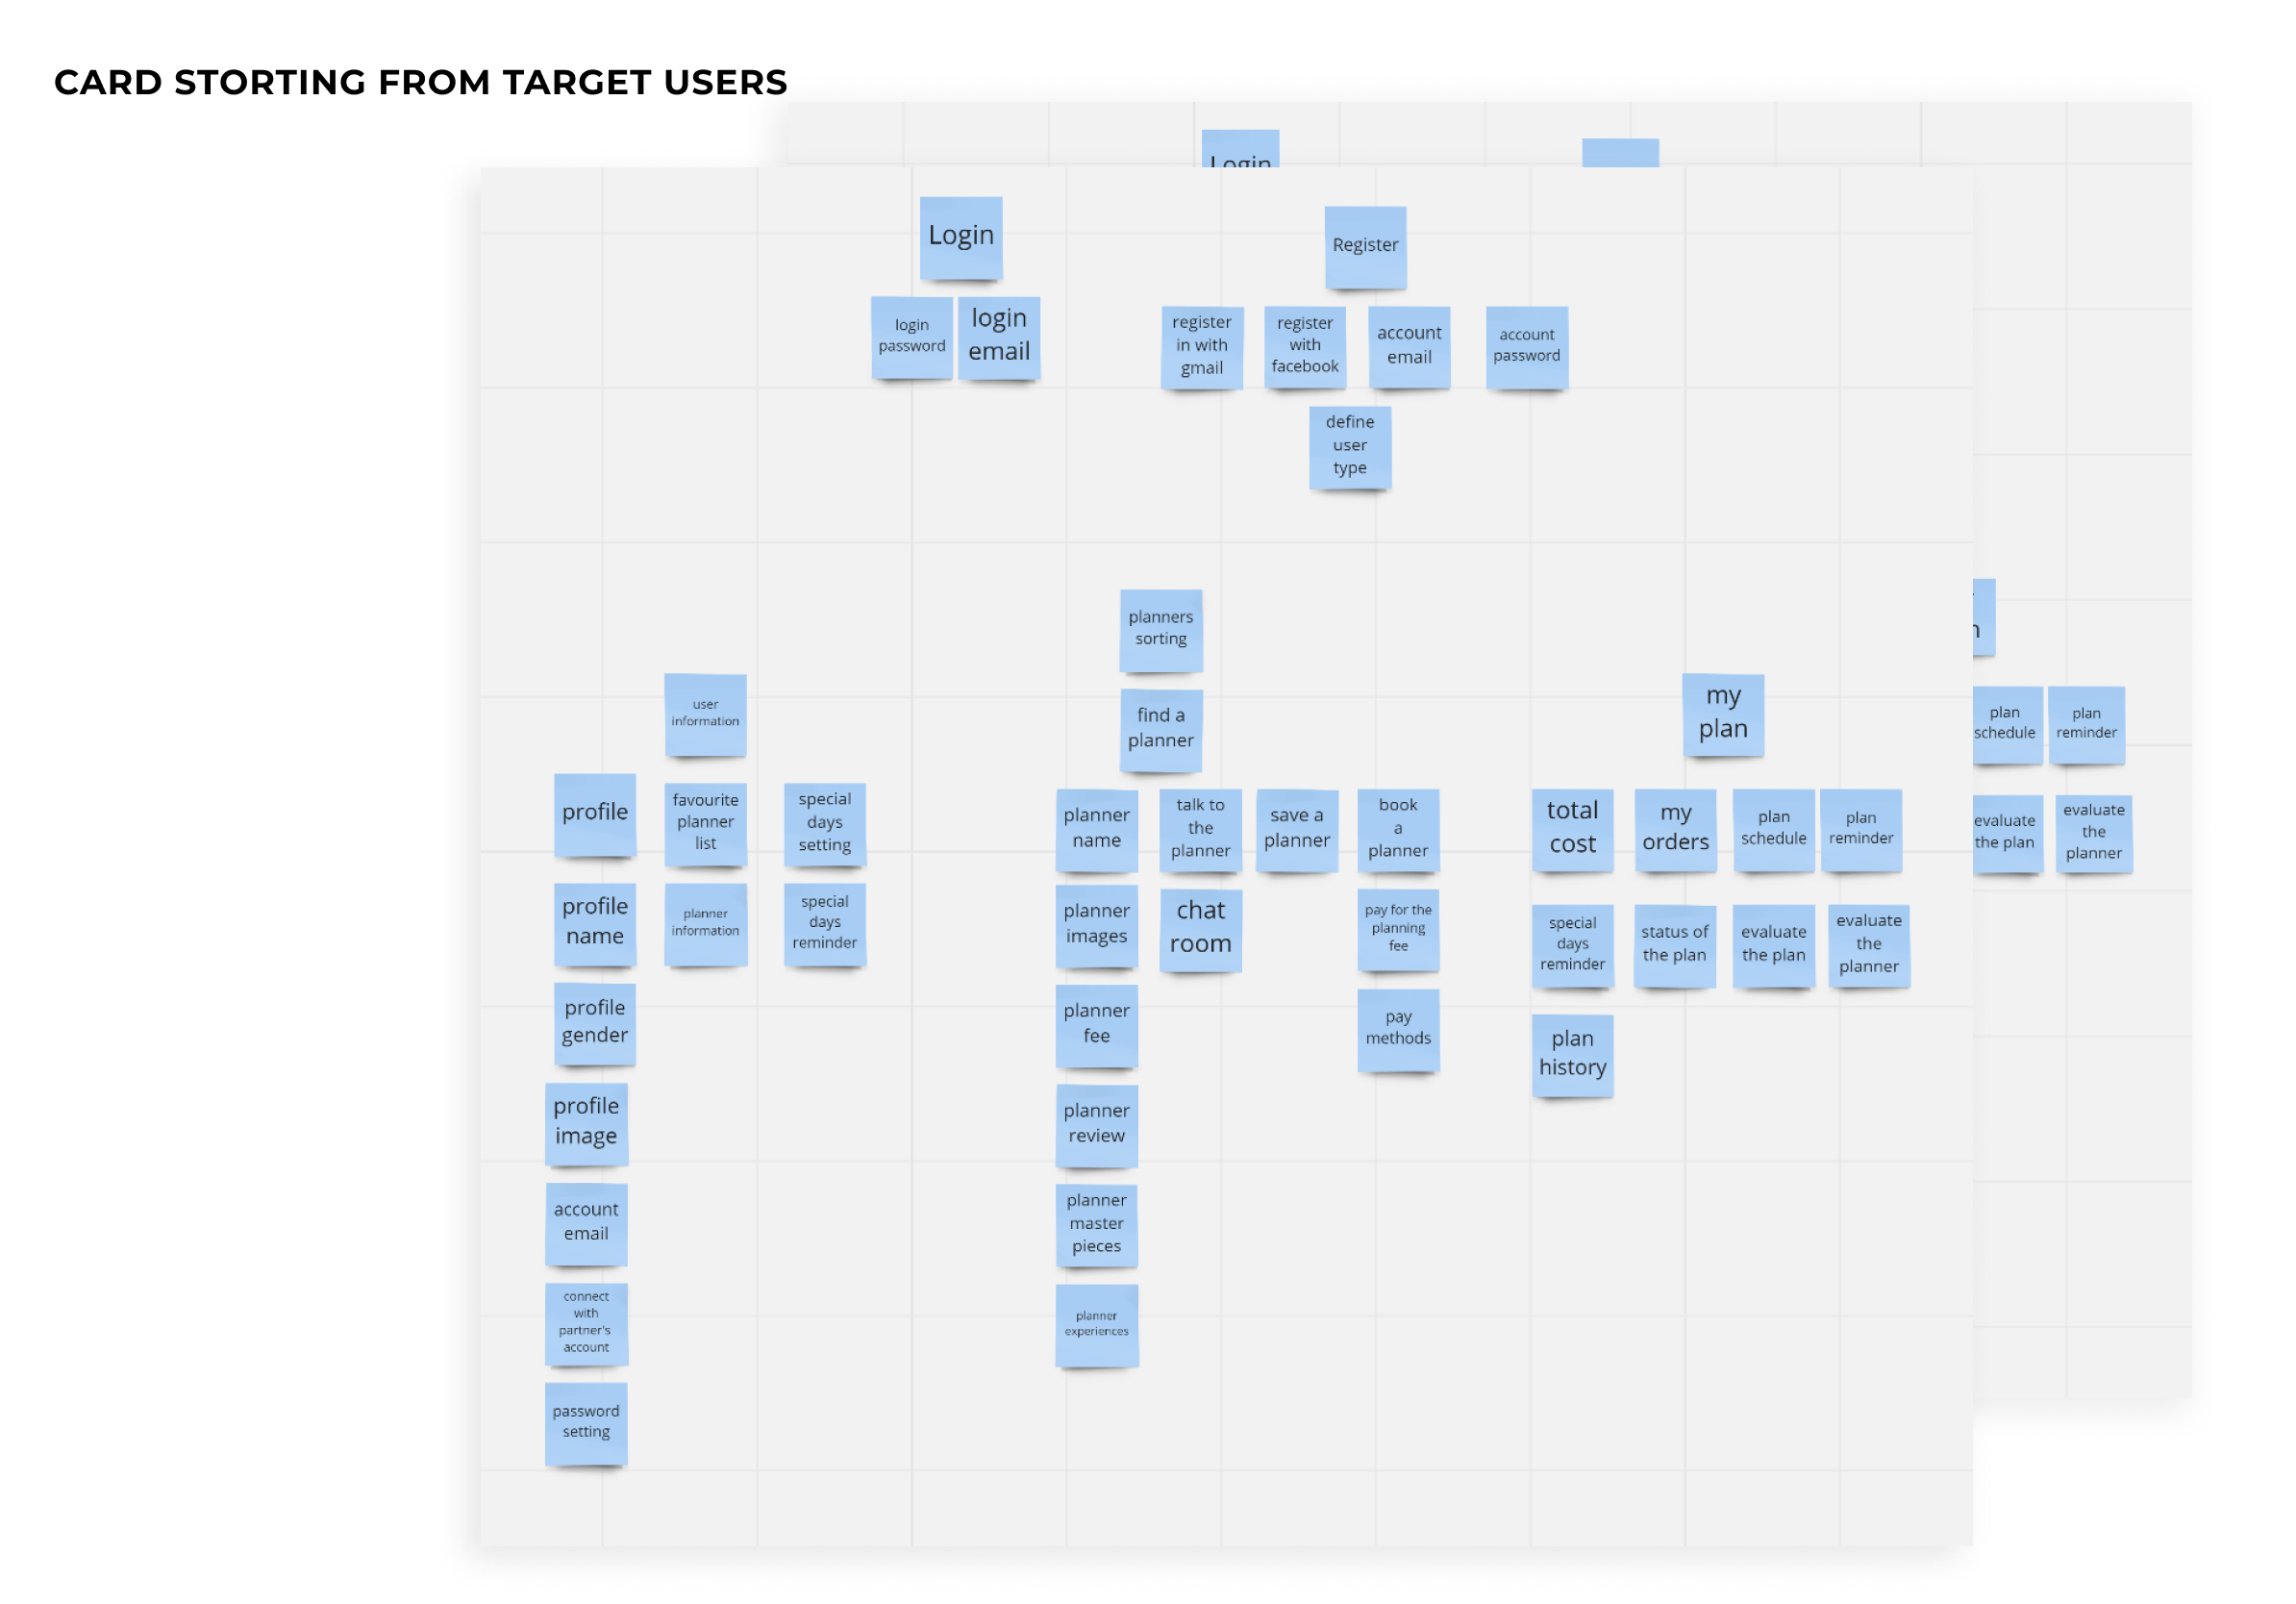 CARD STORTING FROM TARGET USERS
Login
Login
Register
login
password
login
email
register
in with
gmail
register
with
facebook
account
email
account
password
define
user
type
planners
sorting
find a
planner
user
information
profile
favourite
planner
list
special
days
setting
profile
name
planner
information
special
days
reminder
profile
gender
profile
image
account
email
connect
with
partner's
account
password
setting
planner
name
talk to
the
planner
save a
planner
book
a
planner
planner
images
chat
room
pay for the
planning
fee
planner
fee
pay
methods
planner
review
planner
master
pieces
planner
experiences
my
plan
total
cost
my
orders
plan
schedule
plan
reminder
special
days
reminder
status of
the plan
evaluate
the plan
evaluate
the
planner
plan
history
plan
schedule
plan
reminder
evaluate
the plan
evaluate
the
planner